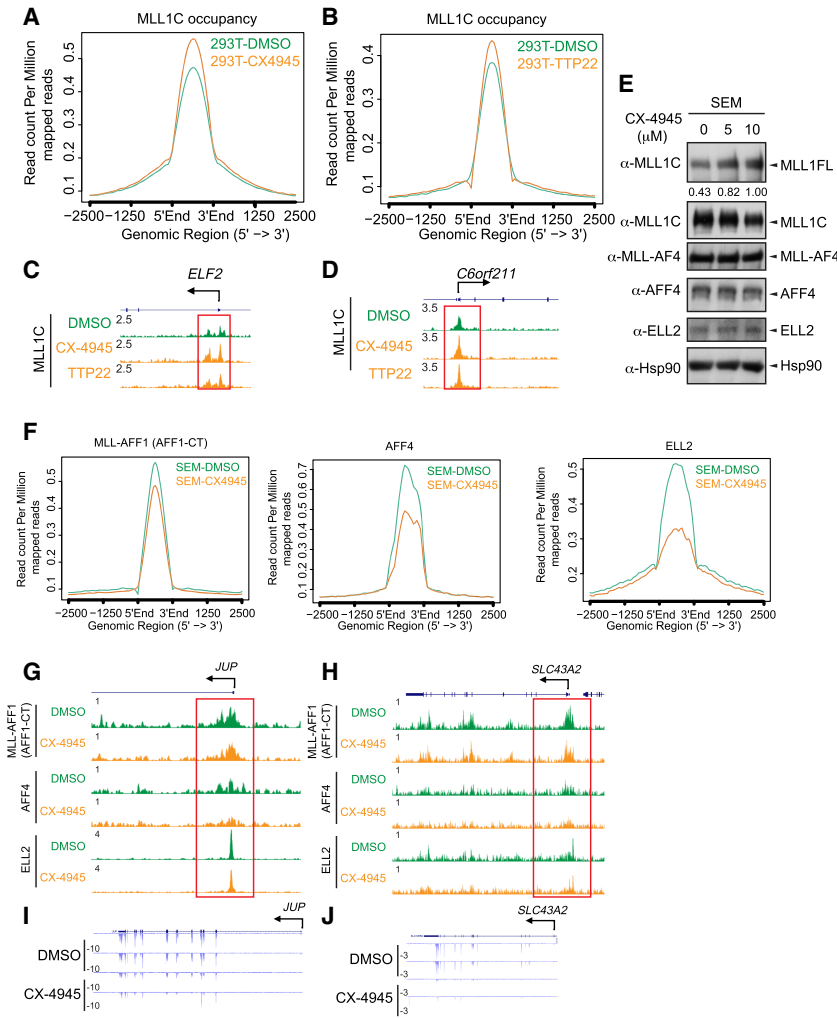 A
MLL1C occupancy
293T-DMSO
293T-CX4945
Read count Per Million
mapped reads
0.1 0.2 0.3 0.4 0.5
−2500 −1250 5'End 3'End 1250 2500
Genomic Region (5' −> 3')
B
MLL1C occupancy
293T-DMSO
293T-TTP22
Read count Per Million
mapped reads
0.1 0.2 0.3 0.4
−2500 −1250 5'End 3'End 1250 2500
Genomic Region (5' −> 3')
C
ELF2
MLL1C
DMSO 2.5
CX-4945 2.5
TTP22 2.5
D
C6orf211
MLL1C
DMSO 3.5
CX-4945 3.5
TTP22 3.5
E
SEM
CX-4945
(μM)
0 5 10
α-MLL1C MLL1FL
0.43 0.82 1.00
α-MLL1C MLL1C
α-MLL-AF4 MLL-AF4
α-AFF4 AFF4
α-ELL2 ELL2
α-Hsp90 Hsp90
F
MLL-AFF1 (AFF1-CT)
SEM-DMSO
SEM-CX4945
Read count Per Million
mapped reads
0.1 0.2 0.3 0.4 0.5
−2500 −1250 5'End 3'End 1250 2500
Genomic Region (5' −> 3')
AFF4
SEM-DMSO
SEM-CX4945
Read count Per Million
mapped reads
0.1 0.2 0.3 0.4 0.5 0.6 0.7
−2500 −1250 5'End 3'End 1250 2500
Genomic Region (5' −> 3')
ELL2
SEM-DMSO
SEM-CX4945
Read count Per Million
mapped reads
0.2 0.3 0.4 0.5
−2500 −1250 5'End 3'End 1250 2500
Genomic Region (5' −> 3')
G
JUP
MLL-AFF1
(AFF1-CT)
DMSO 1
CX-4945 1
AFF4
DMSO 1
CX-4945 1
ELL2
DMSO 4
CX-4945 4
H
SLC43A2
MLL-AFF1
(AFF1-CT)
DMSO 1
CX-4945 1
AFF4
DMSO 1
CX-4945 1
ELL2
DMSO 1
CX-4945 1
I
JUP
DMSO
-10
-10
CX-4945
-10
-10
J
SLC43A2
DMSO
-3
-3
CX-4945
-3
-3